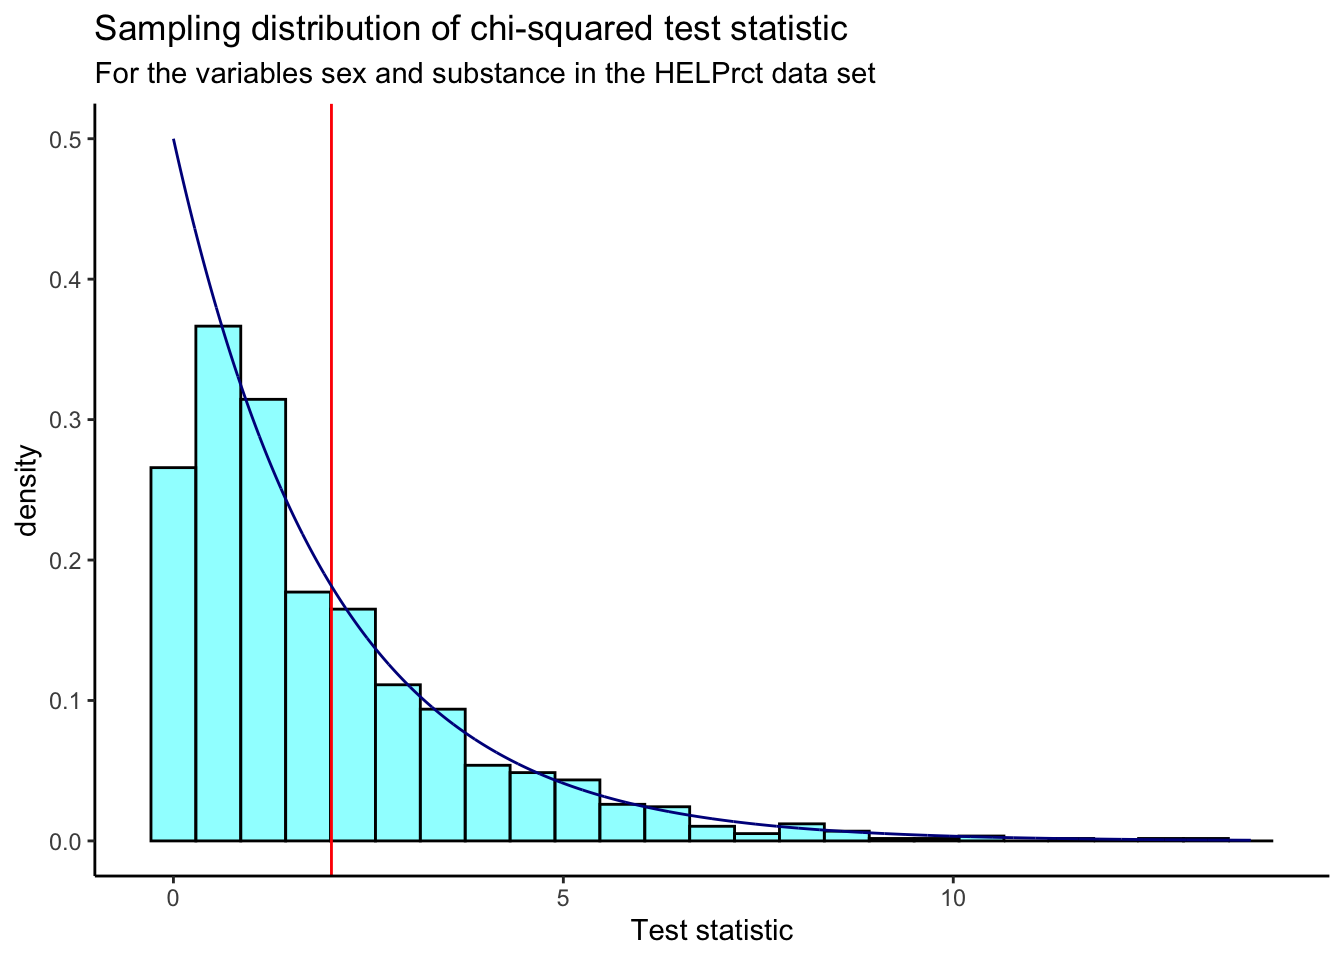 Sampling distribution of chi-squared test statistic
For the variables sex and substance in the HELPrct data set
density
0.5
0.4
0.3
0.2
0.1
0.0
0 5 10
Test statistic